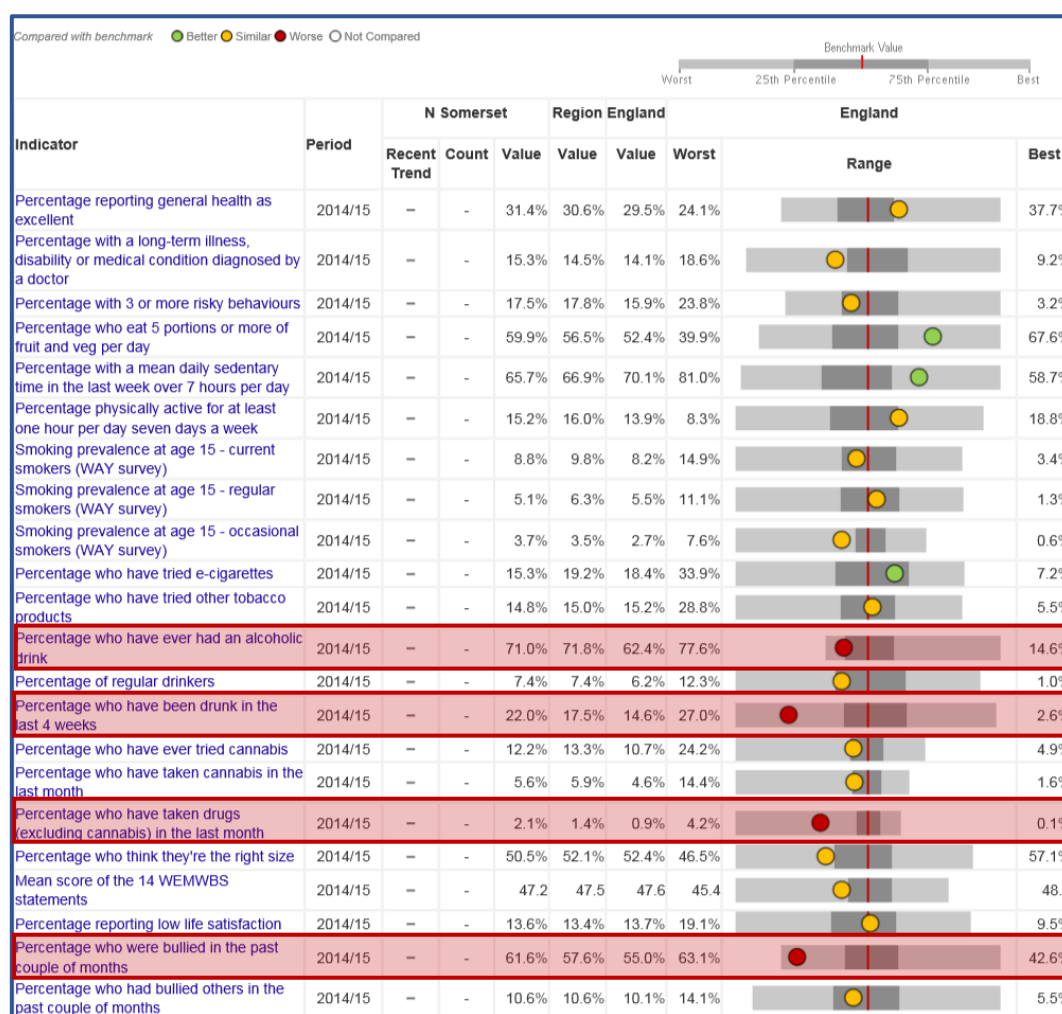 Compared with benchmark Better Similar Worse Not Compared
Benchmark Value
Worst 25th Percentile 75th Percentile Best
N Somerset Region England England
Indicator Period Recent Trend Count Value Value Value Worst Range Best
Percentage reporting general health as
excellent 2014/15 – - 31.4% 30.6% 29.5% 24.1% 37.7%
Percentage with a long-term illness,
disability or medical condition diagnosed by
a doctor 2014/15 – - 15.3% 14.5% 14.1% 18.6% 9.2%
Percentage with 3 or more risky behaviours 2014/15 – - 17.5% 17.8% 15.9% 23.8% 3.2%
Percentage who eat 5 portions or more of
fruit and veg per day 2014/15 – - 59.9% 56.5% 52.4% 39.9% 67.6%
Percentage with a mean daily sedentary
time in the last week over 7 hours per day 2014/15 – - 65.7% 66.9% 70.1% 81.0% 58.7%
Percentage physically active for at least
one hour per day seven days a week 2014/15 – - 15.2% 16.0% 13.9% 8.3% 18.8%
Smoking prevalence at age 15 - current
smokers (WAY survey) 2014/15 – - 8.8% 9.8% 8.2% 14.9% 3.4%
Smoking prevalence at age 15 - regular
smokers (WAY survey) 2014/15 – - 5.1% 6.3% 5.5% 11.1% 1.3%
Smoking prevalence at age 15 - occasional
smokers (WAY survey) 2014/15 – - 3.7% 3.5% 2.7% 7.6% 0.6%
Percentage who have tried e-cigarettes 2014/15 – - 15.3% 19.2% 18.4% 33.9% 7.2%
Percentage who have tried other tobacco
products 2014/15 – - 14.8% 15.0% 15.2% 28.8% 5.5%
Percentage who have ever had an alcoholic
drink 2014/15 – - 71.0% 71.8% 62.4% 77.6% 14.6%
Percentage of regular drinkers 2014/15 – - 7.4% 7.4% 6.2% 12.3% 1.0%
Percentage who have been drunk in the
last 4 weeks 2014/15 – - 22.0% 17.5% 14.6% 27.0% 2.6%
Percentage who have ever tried cannabis 2014/15 – - 12.2% 13.3% 10.7% 24.2% 4.9%
Percentage who have taken cannabis in the
last month 2014/15 – - 5.6% 5.9% 4.6% 14.4% 1.6%
Percentage who have taken drugs
(excluding cannabis) in the last month 2014/15 – - 2.1% 1.4% 0.9% 4.2% 0.1%
Percentage who think they're the right size 2014/15 – - 50.5% 52.1% 52.4% 46.5% 57.1%
Mean score of the 14 WEMWBS
statements 2014/15 – - 47.2 47.5 47.6 45.4 48.
Percentage reporting low life satisfaction 2014/15 – - 13.6% 13.4% 13.7% 19.1% 9.5%
Percentage who were bullied in the past
couple of months 2014/15 – - 61.6% 57.6% 55.0% 63.1% 42.6%
Percentage who had bullied others in the
past couple of months 2014/15 – - 10.6% 10.6% 10.1% 14.1% 5.5%